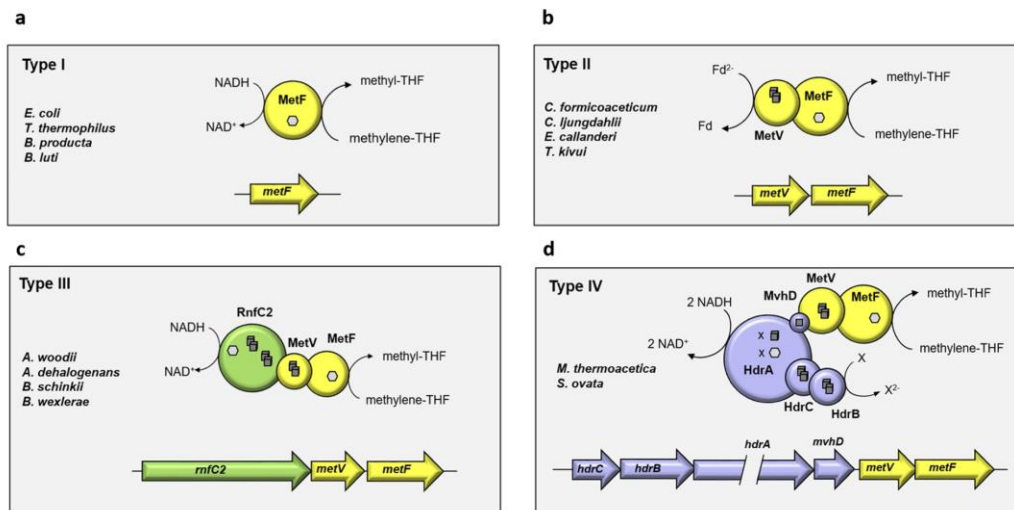 a
Type I
E. coli
T. thermophilus
B. producta
B. luti
NADH
NAD⁺
MetF
methyl-THF
methylene-THF
metF
b
Type II
C. formicoaceticum
C. ljungdahlii
E. callanderi
T. kivui
Fd²⁻
Fd
MetV
MetF
methyl-THF
methylene-THF
metV
metF
c
Type III
A. woodii
A. dehalogenans
B. schinkii
B. wexlerae
NADH
NAD⁺
RnfC2
MetV
MetF
methyl-THF
methylene-THF
rnfC2
metV
metF
d
Type IV
M. thermoacetica
S. ovata
2 NADH
2 NAD⁺
MvhD
MetV
MetF
methyl-THF
methylene-THF
X
X
HdrA
HdrC
HdrB
X
X²⁻
hdrC
hdrB
hdrA
mvhD
metV
metF